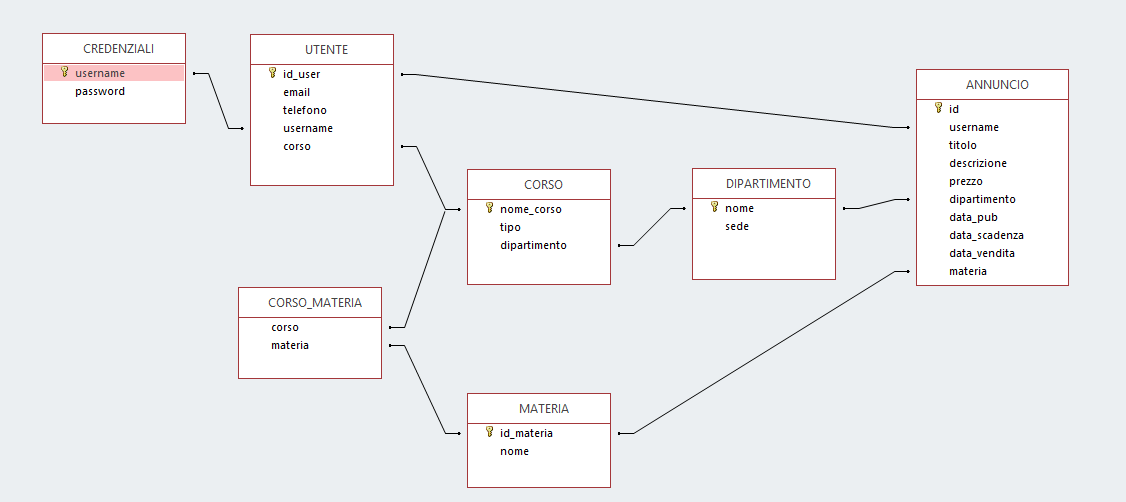 CREDENZIALI
username
password
UTENTE
id_user
email
telefono
username
corso
CORSO
nome_corso
tipo
dipartimento
DIPARTIMENTO
nome
sede
ANNUNCIO
id
username
titolo
descrizione
prezzo
dipartimento
data_pub
data_scadenza
data_vendita
materia
CORSO_MATERIA
corso
materia
MATERIA
id_materia
nome